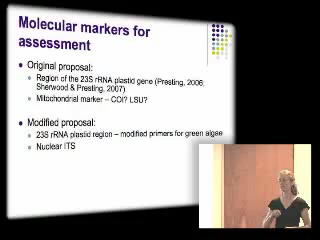 Molecular markers for
assessment
Original proposal:
Region of the 23S rRNA plastid gene (Presting, 2006;
Sherwood & Presting, 2007)
Mitochondrial marker – COI? LSU?
Modified proposal:
23S rRNA plastid region – modified primers for green algae
Nuclear ITS